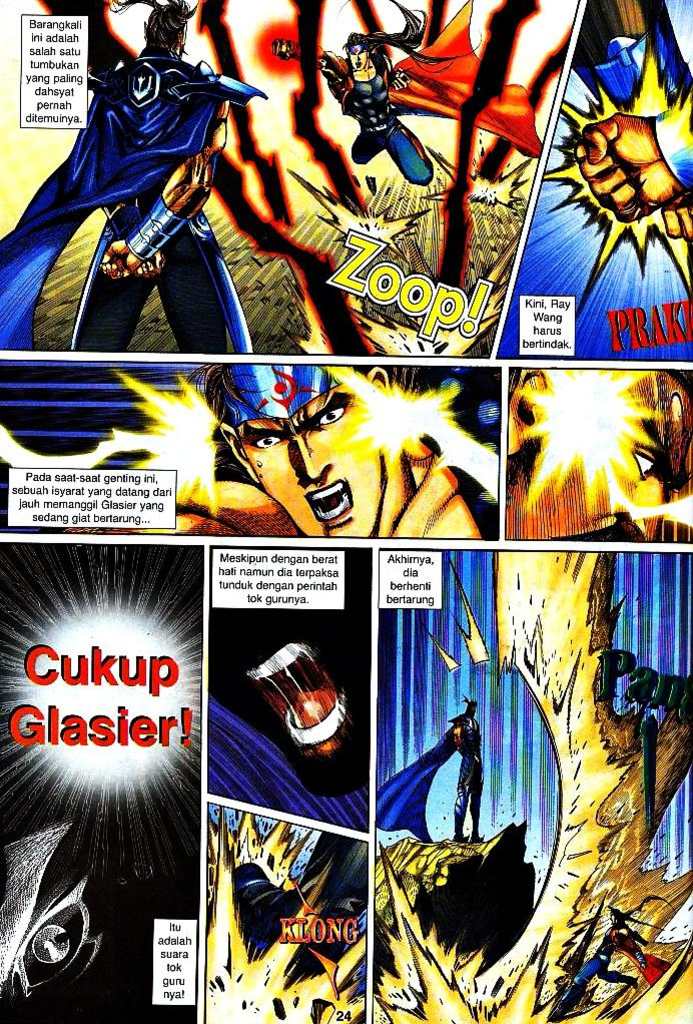 Barangkali
ini adalah
salah satu
tumbukan
yang paling
dahsyat
pernah
ditemuinya.
Zoop!
Kini, Ray
Wang
harus
bertindak.
PRAK
Pada saat-saat genting ini,
sebuah isyarat yang datang dari
jauh memanggil Glasier yang
sedang giat bertarung...
Cukup
Glasier!
Itu
adalah
suara
tok
guru
nya!
Meskipun dengan berat
hati namun dia terpaksa
tunduk dengan perintah
tok gurunya.
KLONG
Akhirnya,
dia
berhenti
bertarung
24